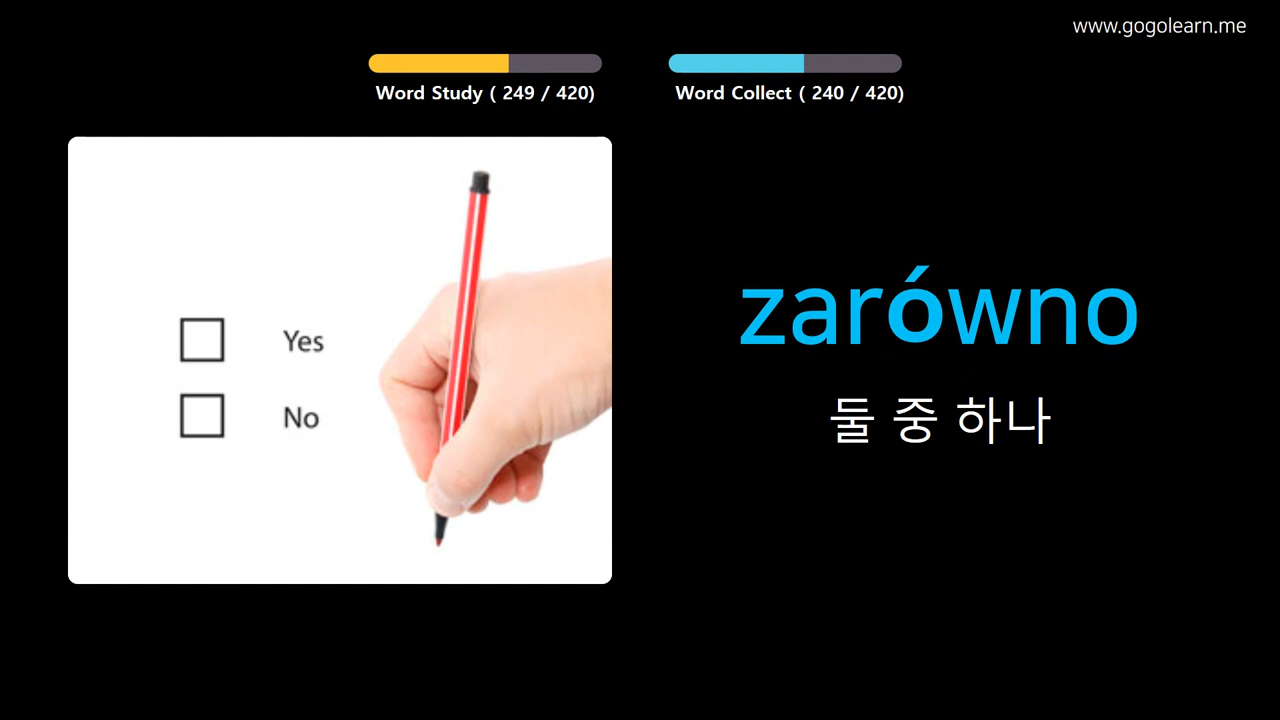 www.gogolearn.me
Word Study ( 249 / 420)
Word Collect ( 240 / 420)
Yes
No
zarówno
둘 중 하나